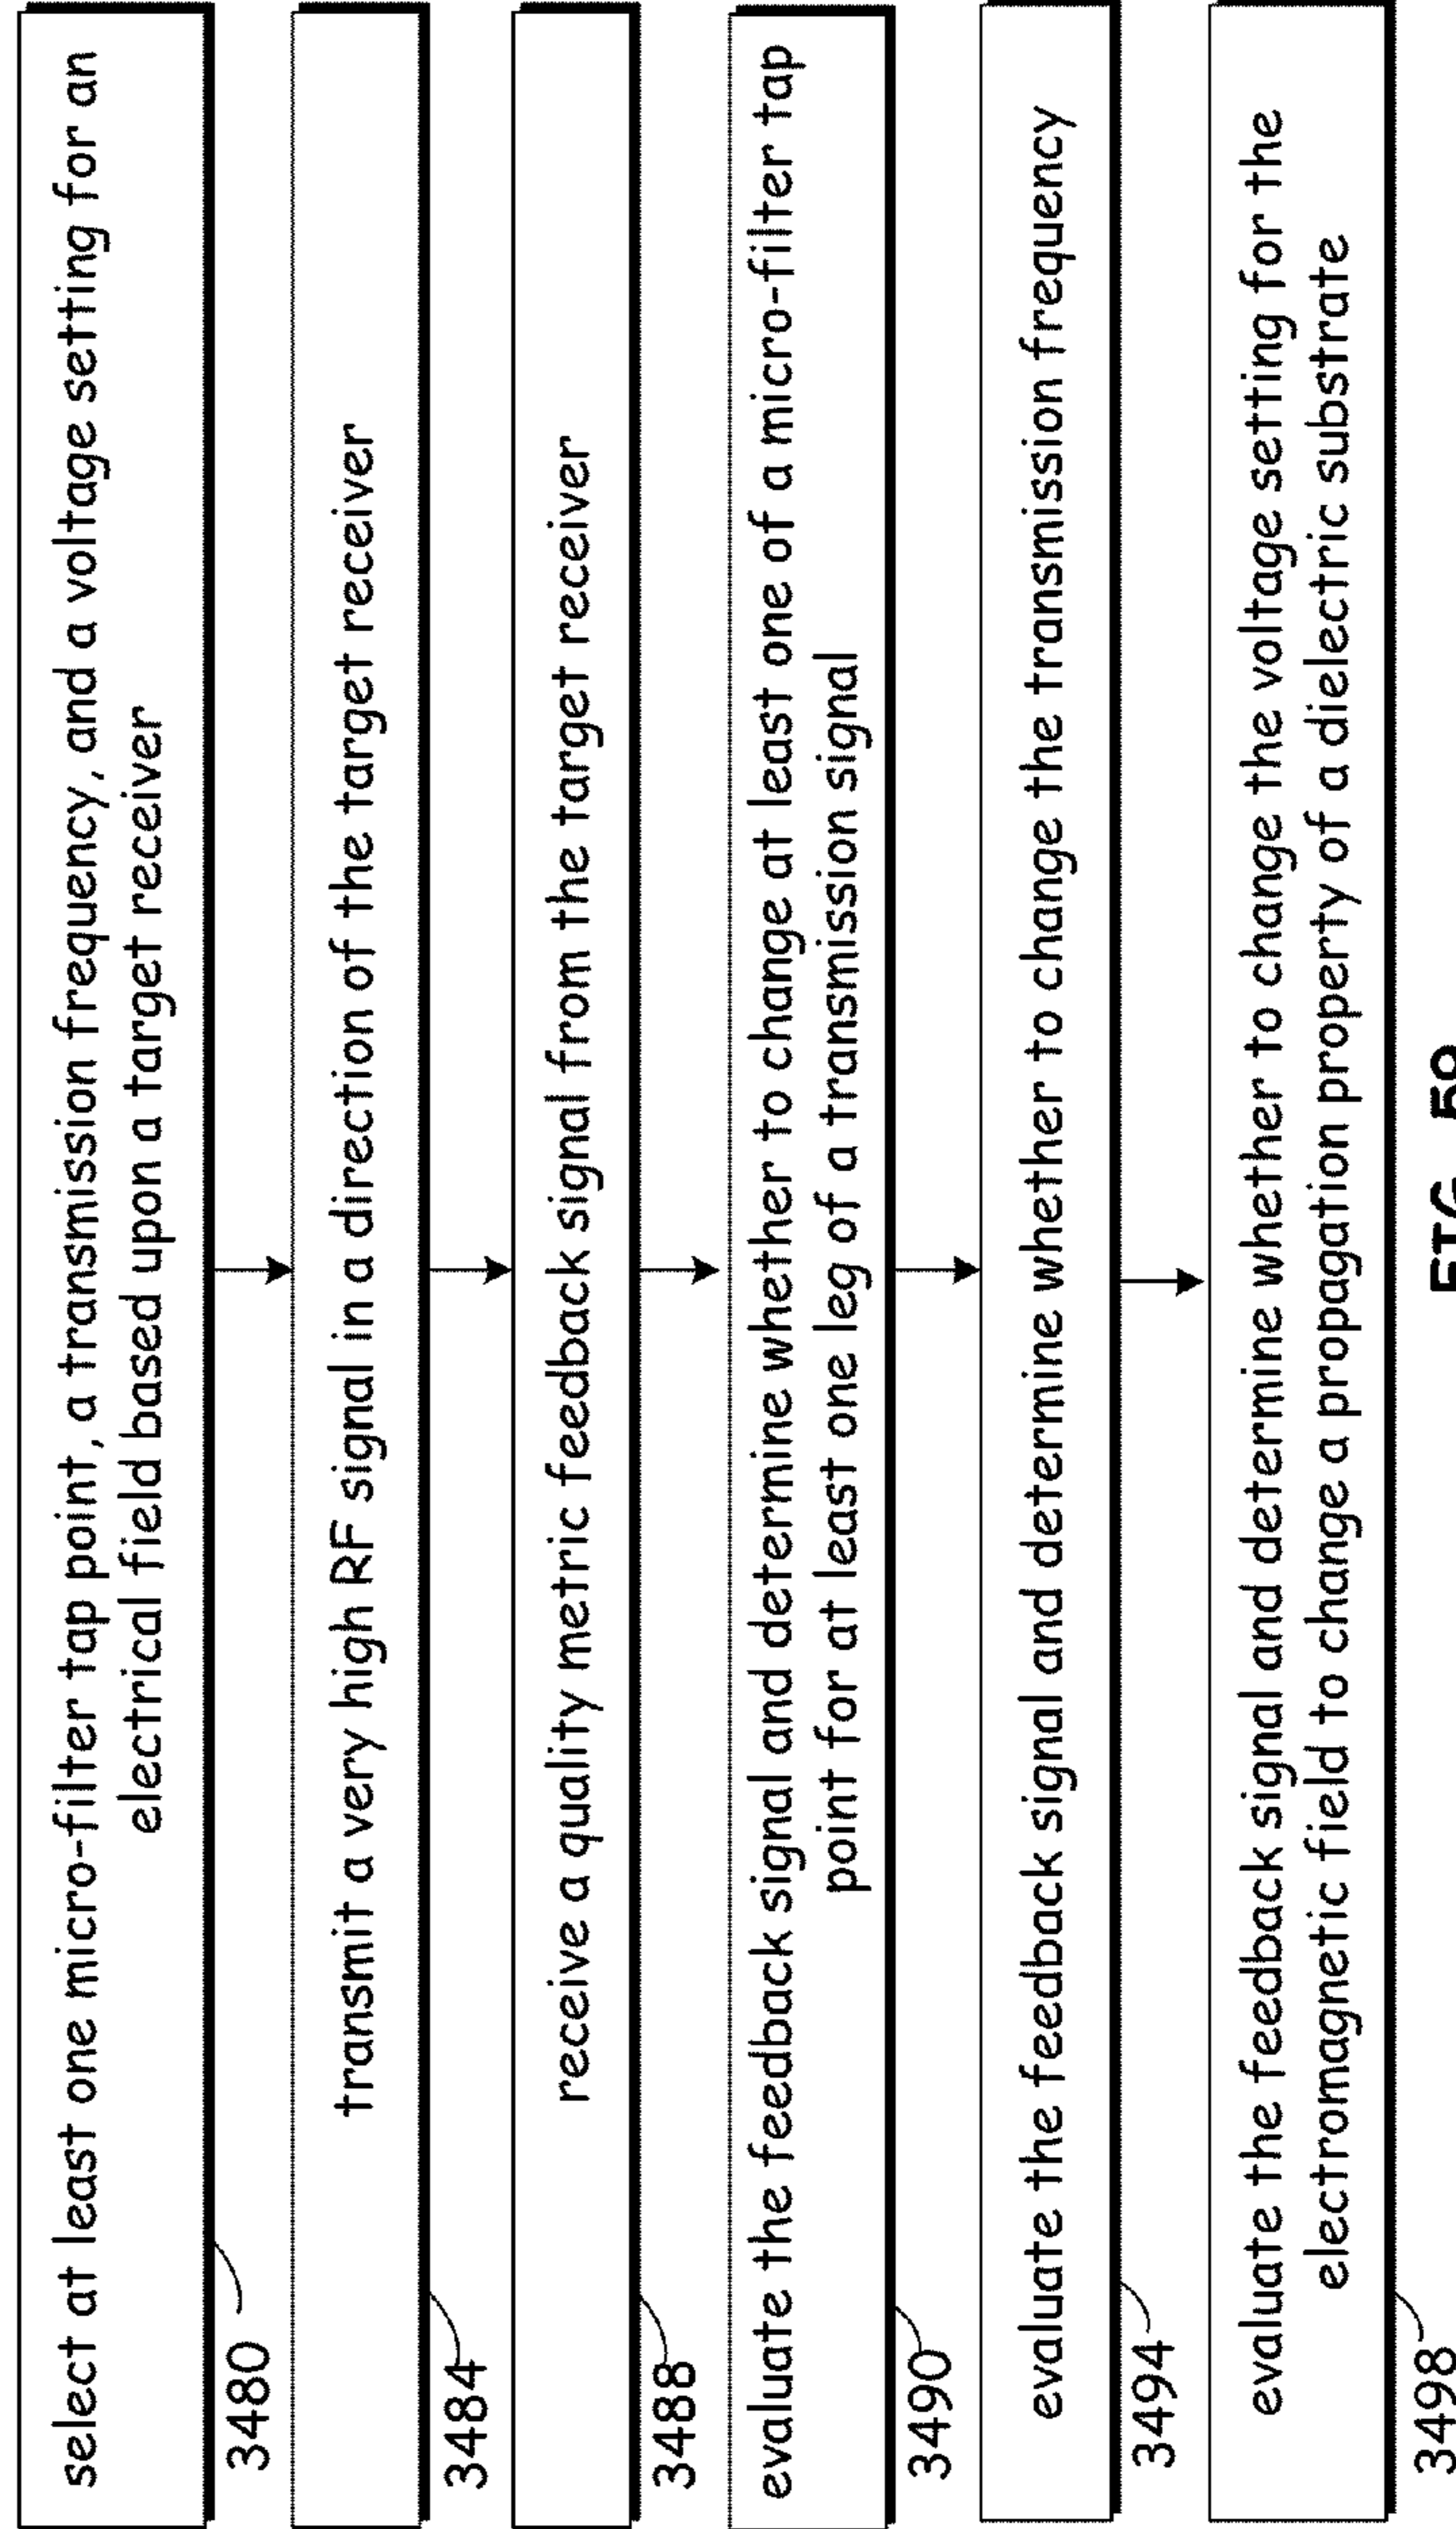 select at least one micro-filter tap point, a transmission frequency, and a voltage setting for an
electrical field based upon a target receiver
3480
transmit a very high RF signal in a direction of the target receiver
3484
receive a quality metric feedback signal from the target receiver
3488
evaluate the feedback signal and determine whether to change at least one of a micro-filter tap
point for at least one leg of a transmission signal
3490
evaluate the feedback signal and determine whether to change the transmission frequency
3494
evaluate the feedback signal and determine whether to change the voltage setting for the
electromagnetic field to change a propagation property of a dielectric substrate
3498
FIG. 59